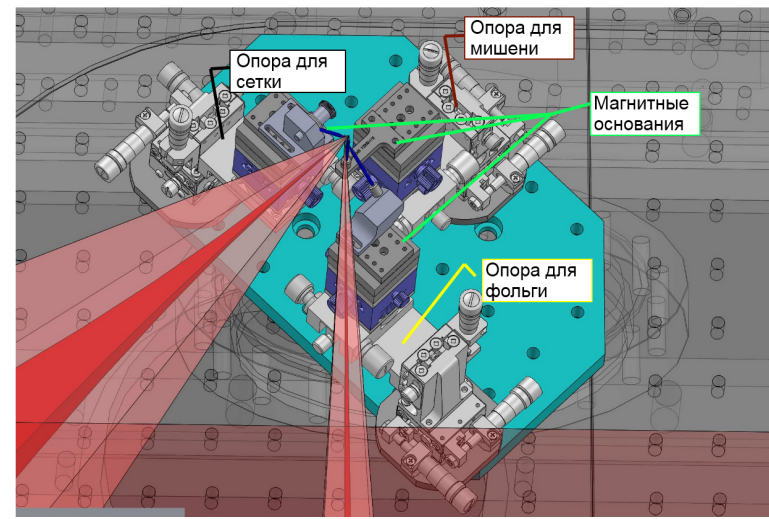 Опора для
мишени
Опора для
сетки
Магнитные
основания
Опора для
фольги